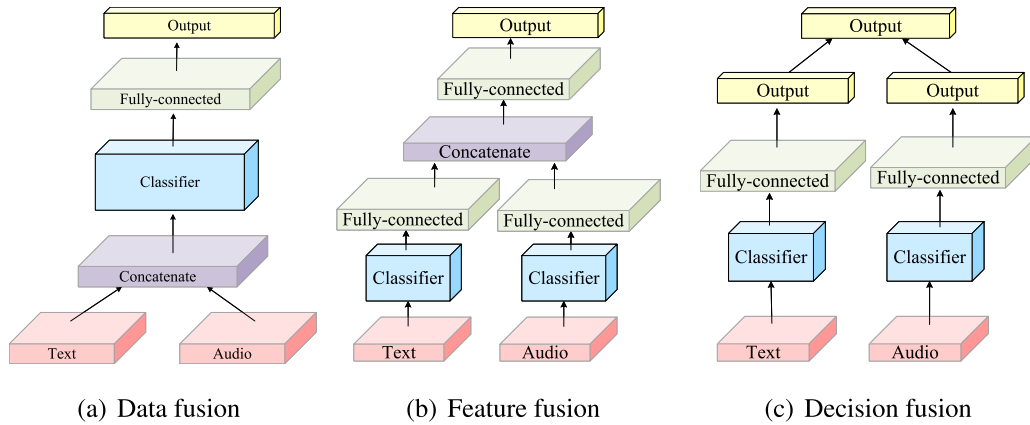 Output
Fully-connected
Classifier
Concatenate
Text
Audio
(a) Data fusion
Output
Fully-connected
Concatenate
Fully-connected
Fully-connected
Classifier
Classifier
Text
Audio
(b) Feature fusion
Output
Output
Output
Fully-connected
Fully-connected
Classifier
Classifier
Text
Audio
(c) Decision fusion